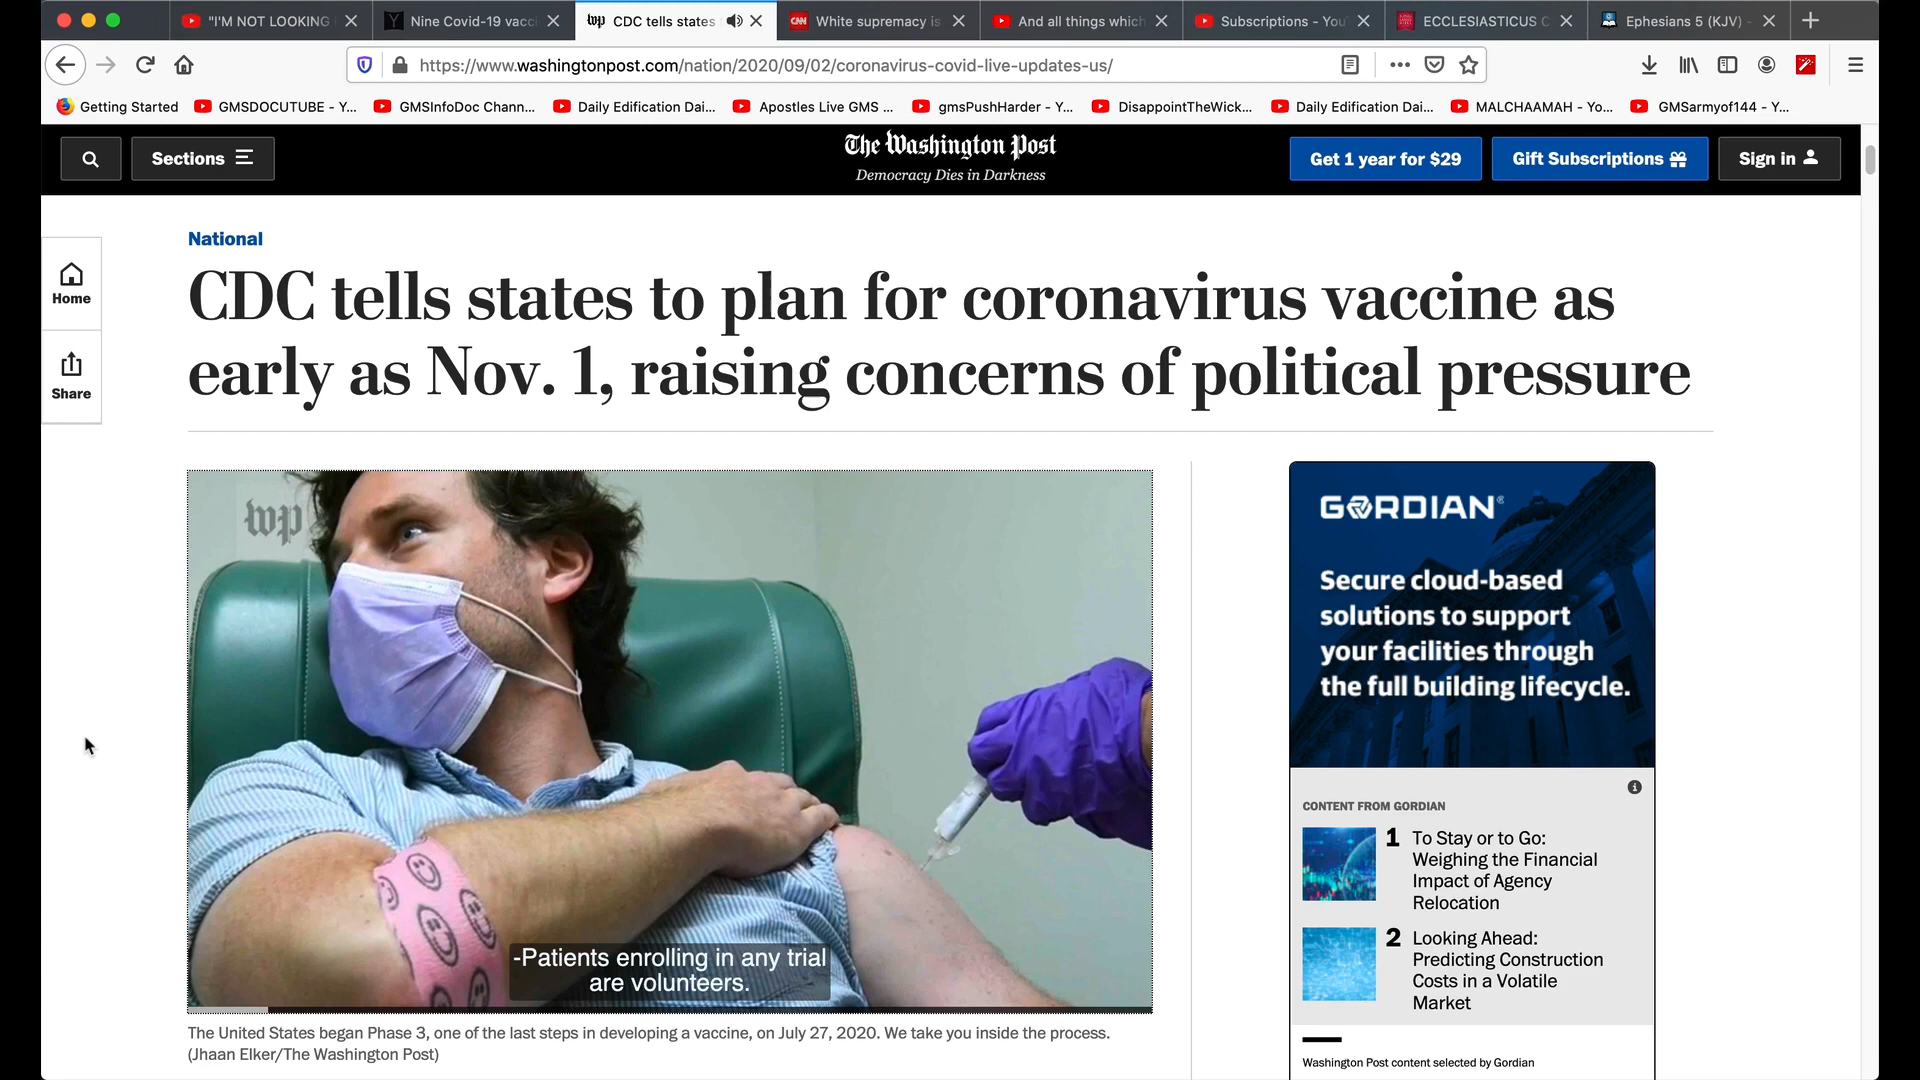 "I'M NOT LOOKING
Nine Covid-19 vacci
CDC tells states
White supremacy is
And all things which
Subscriptions - You
ECCLESIASTICUS C
Ephesians 5 (KJV) -
https://www.washingtonpost.com/nation/2020/09/02/coronavirus-covid-live-updates-us/
Getting Started
GMSDOCUTUBE - Y...
GMSInfoDoc Chann...
Daily Edification Dai...
Apostles Live GMS ...
gmsPushHarder - Y...
DisappointTheWick...
Daily Edification Dai...
MALCHAAMAH - Yo...
GMSarmyof144 - Y...
Sections
The Washington Post
Democracy Dies in Darkness
Get 1 year for $29
Gift Subscriptions
Sign in
Home
Share
National
CDC tells states to plan for coronavirus vaccine as
early as Nov. 1, raising concerns of political pressure
wp
-Patients enrolling in any trial
are volunteers.
The United States began Phase 3, one of the last steps in developing a vaccine, on July 27, 2020. We take you inside the process.
(Jhaan Elker/The Washington Post)
GORDIAN®
Secure cloud-based
solutions to support
your facilities through
the full building lifecycle.
CONTENT FROM GORDIAN
1 To Stay or to Go:
Weighing the Financial
Impact of Agency
Relocation
2 Looking Ahead:
Predicting Construction
Costs in a Volatile
Market
Washington Post content selected by Gordian